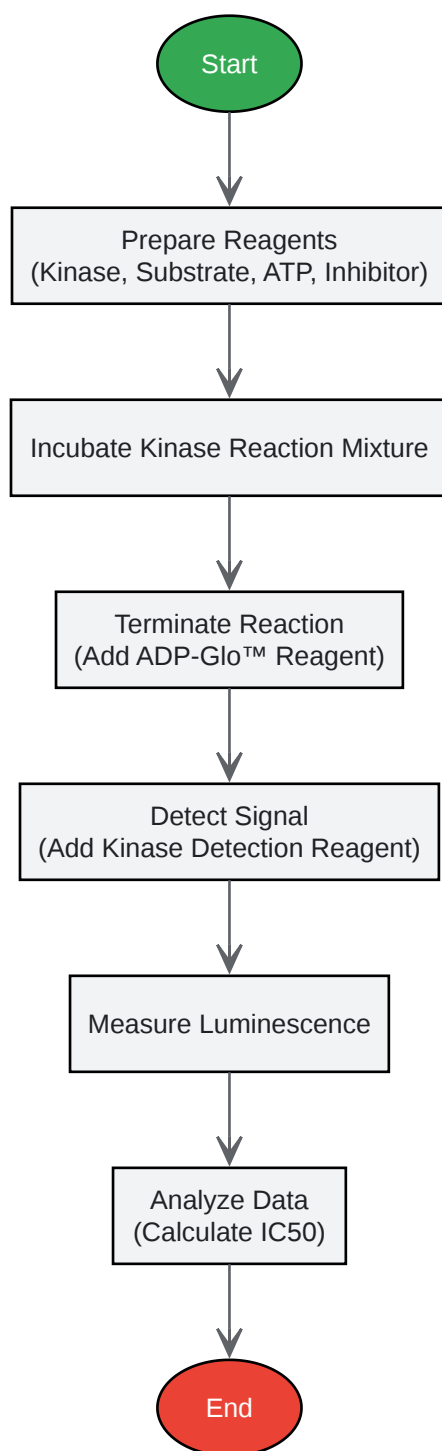 Start
Prepare Reagents
(Kinase, Substrate, ATP, Inhibitor)
Incubate Kinase Reaction Mixture
Terminate Reaction
(Add ADP-Glo™ Reagent)
Detect Signal
(Add Kinase Detection Reagent)
Measure Luminescence
Analyze Data
(Calculate IC50)
End